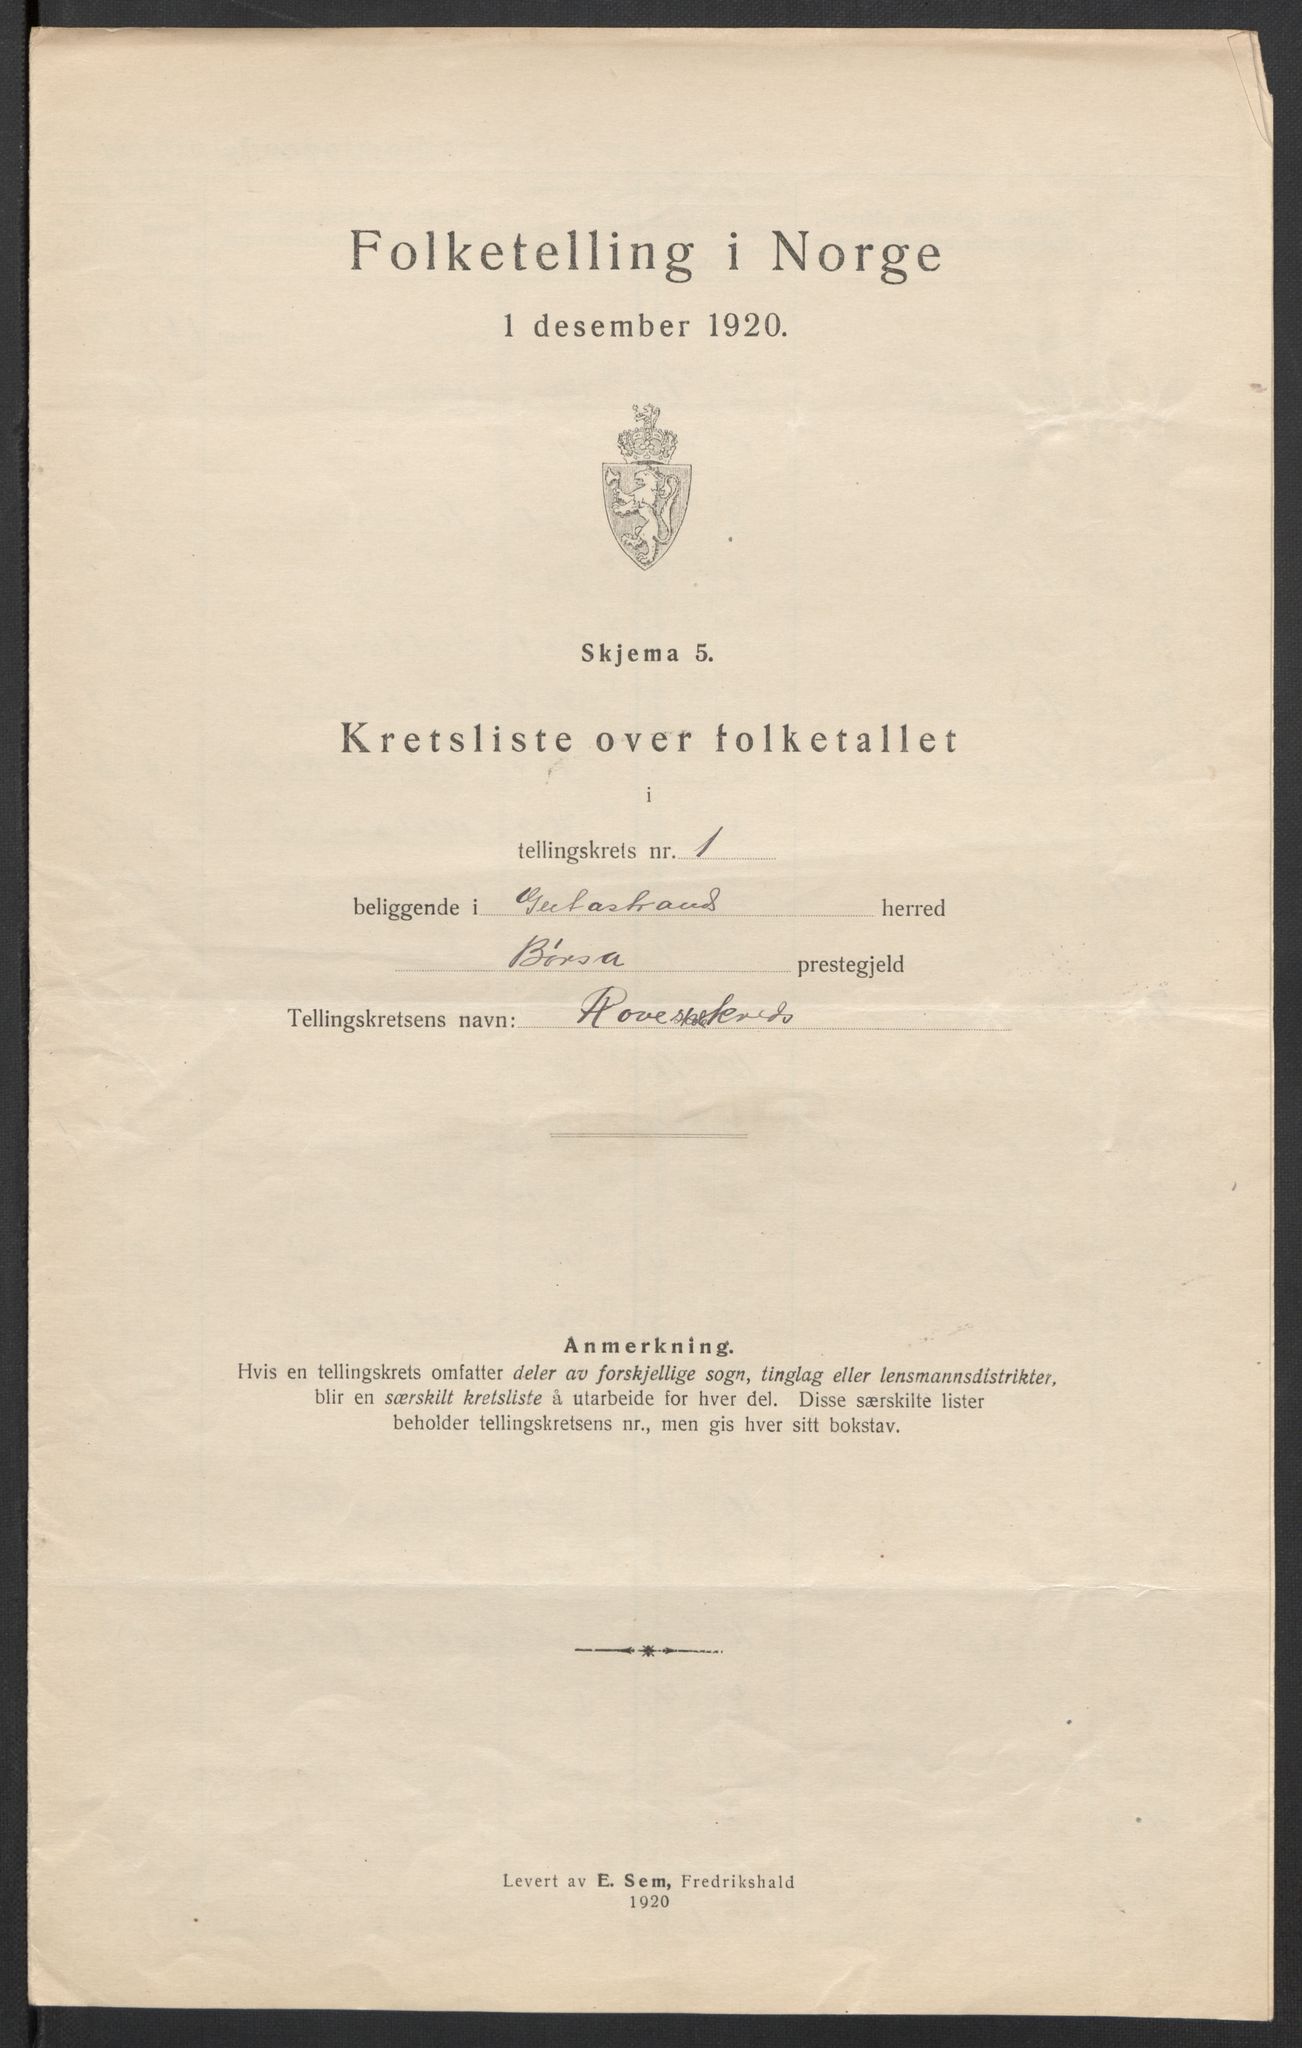 Folketelling i Norge
1 desember 1920.
Skjema 5.
Kretsliste over folketallet
i
tellingskrets nr. 1
beliggende i Geitastrand herred
Børsa prestegjeld
Tellingskretsens navn:
Anmerkning.
Hvis en tellingskrets omfatter deler av forskjellige sogn, tinglag eller lensmannsdistrikter,
blir en særskilt kretsliste å utarbeide for hver del. Disse særskilte lister
beholder tellingskretsens nr., men gis hver sitt bokstav.
Levert av E. Sem, Fredrikshald
1920